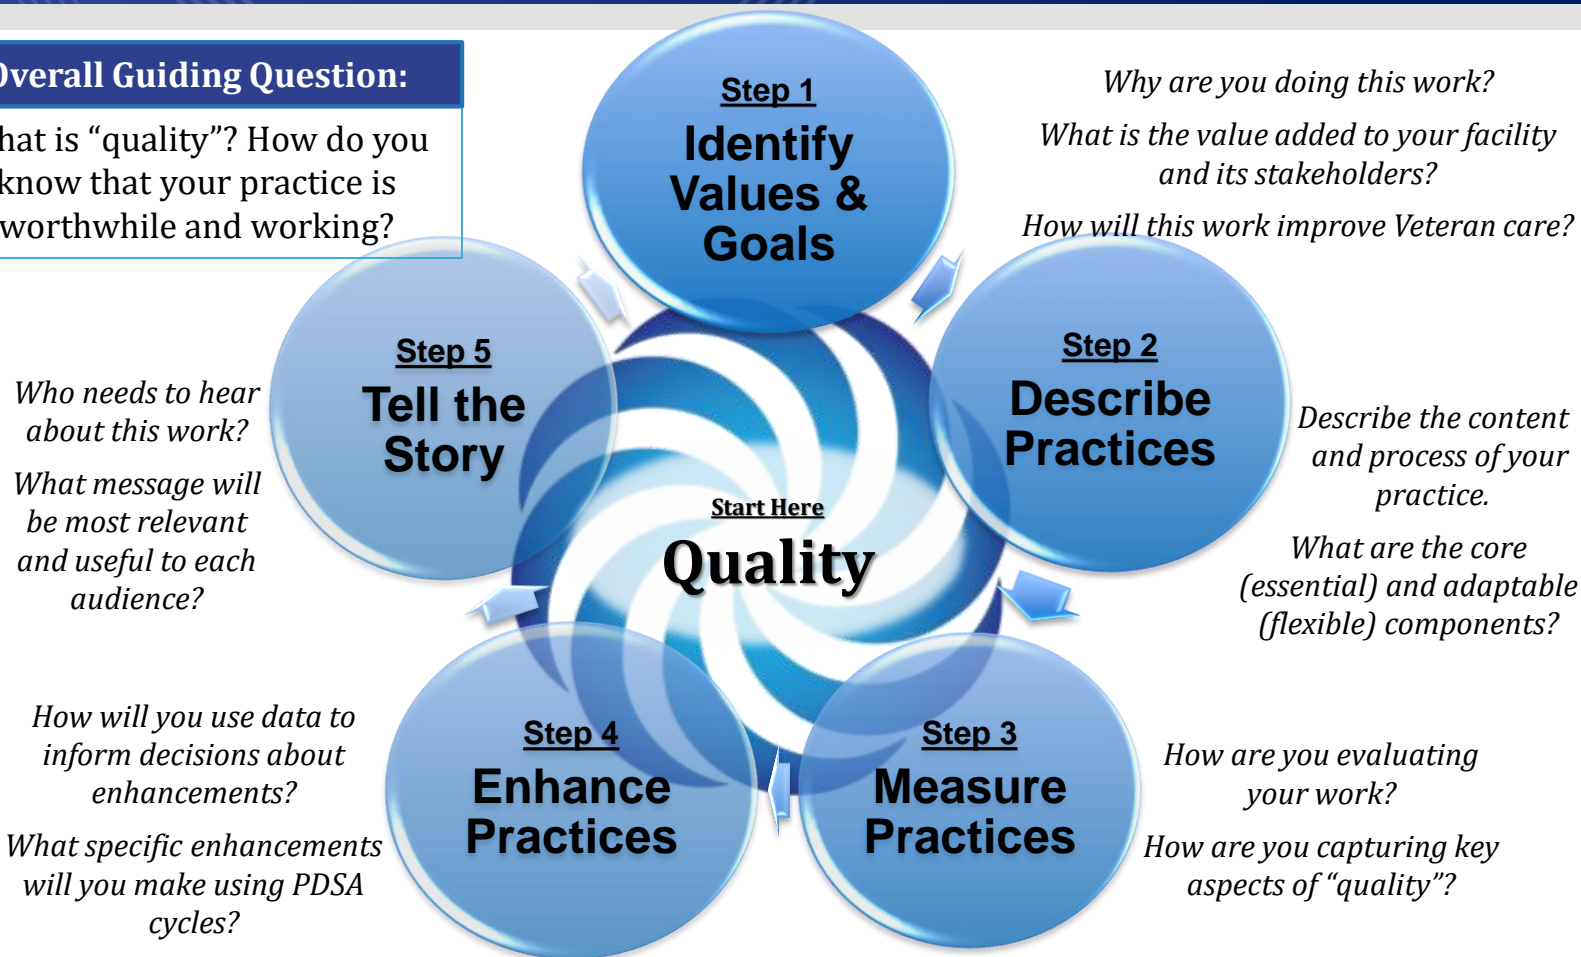 Overall Guiding Question:
hat is “quality”? How do you
know that your practice is
worthwhile and working?
Step 1
Identify
Values &
Goals
Why are you doing this work?
What is the value added to your facility
and its stakeholders?
How will this work improve Veteran care?
Step 2
Describe
Practices
Describe the content
and process of your
practice.
What are the core
(essential) and adaptable
(flexible) components?
Step 3
Measure
Practices
How are you evaluating
your work?
How are you capturing key
aspects of “quality”?
Step 4
Enhance
Practices
How will you use data to
inform decisions about
enhancements?
What specific enhancements
will you make using PDSA
cycles?
Step 5
Tell the
Story
Who needs to hear
about this work?
What message will
be most relevant
and useful to each
audience?
Start Here
Quality